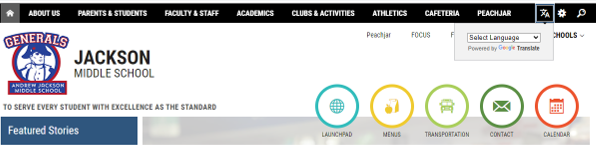 ABOUT US PARENTS & STUDENTS FACULTY & STAFF ACADEMICS CLUBS & ACTIVITIES ATHLETICS CAFETERIA PEACHJAR
GENERALS
ANDREW JACKSON
MIDDLE SCHOOL
JACKSON
MIDDLE SCHOOL
Peachjar FOCUS F CHOOLS
Select Language
Powered by Google Translate
TO SERVE EVERY STUDENT WITH EXCELLENCE AS THE STANDARD
LAUNCHPAD MENUS TRANSPORTATION CONTACT CALENDAR
Featured Stories